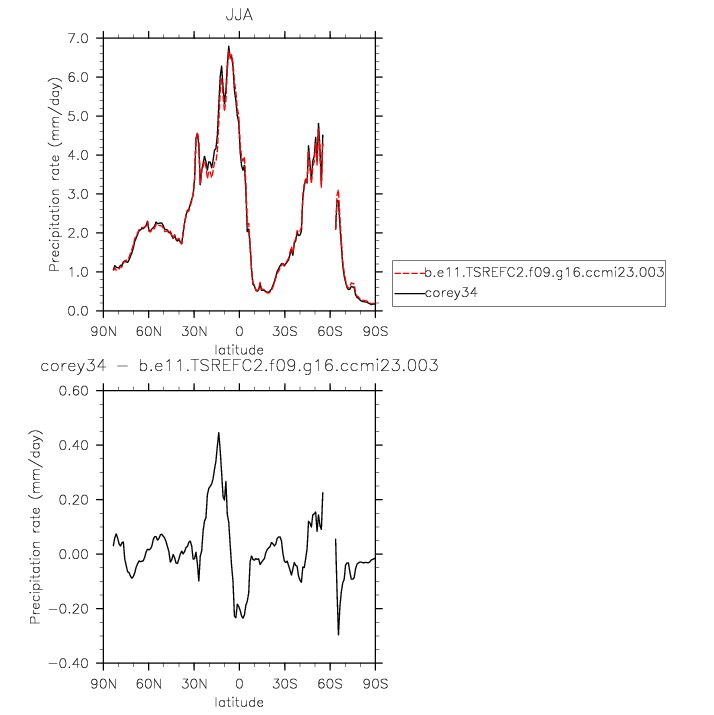 JJA
Precipitation rate (mm/day)
7.0
6.0
5.0
4.0
3.0
2.0
1.0
0.0
90N 60N 30N 0 30S 60S 90S
latitude
b.e11.TSREFC2.f09.g16.ccmi23.003
corey34
corey34 − b.e11.TSREFC2.f09.g16.ccmi23.003
Precipitation rate (mm/day)
0.60
0.40
0.20
0.00
−0.20
−0.40
90N 60N 30N 0 30S 60S 90S
latitude